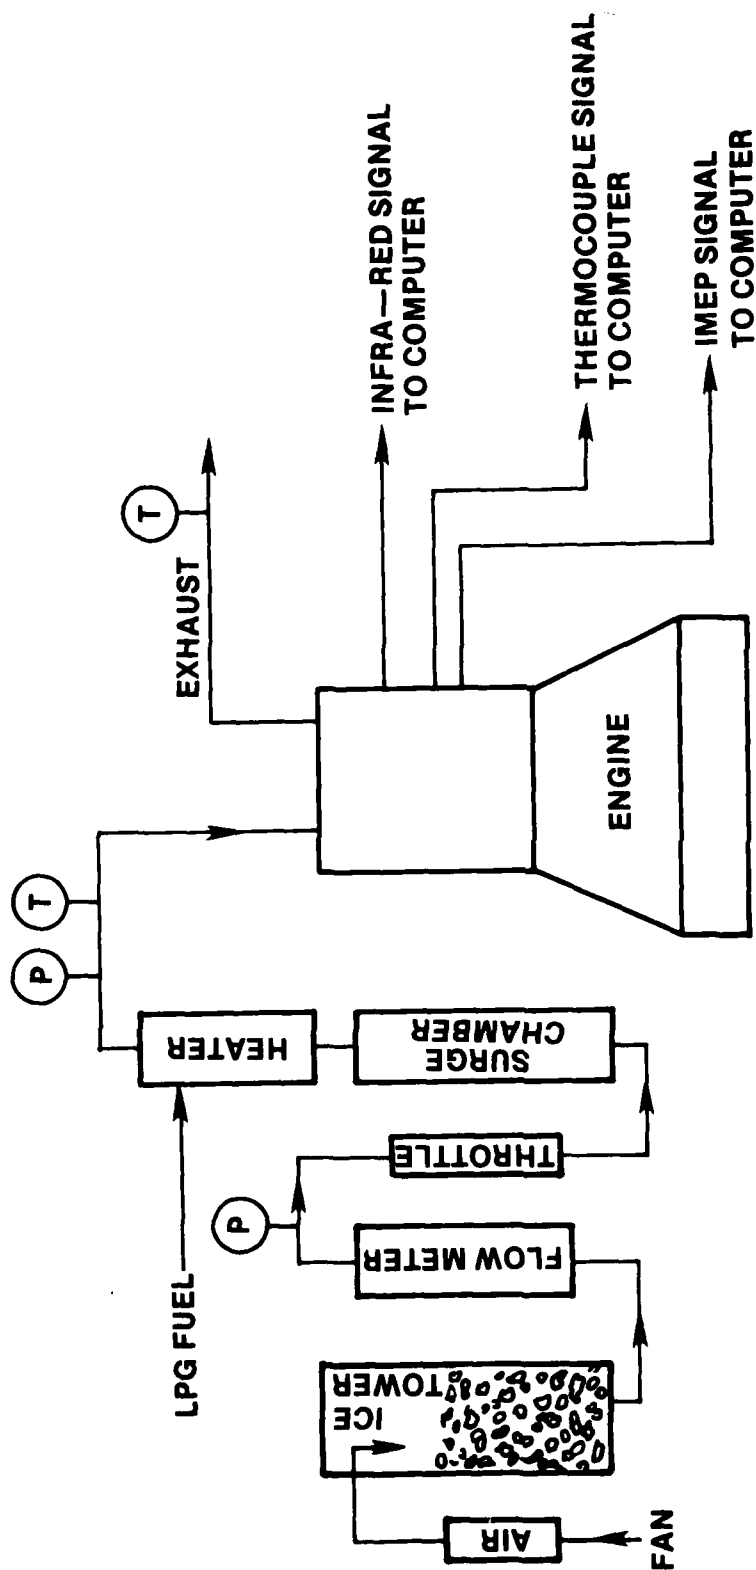 FAN
AIR
ICE
TOWER
FLOW METER
P
THROTTLE
SURGE
CHAMBER
LPG FUEL
HEATER
P
T
ENGINE
EXHAUST
T
INFRA—RED SIGNAL
TO COMPUTER
THERMOCOUPLE SIGNAL
TO COMPUTER
IMEP SIGNAL
TO COMPUTER